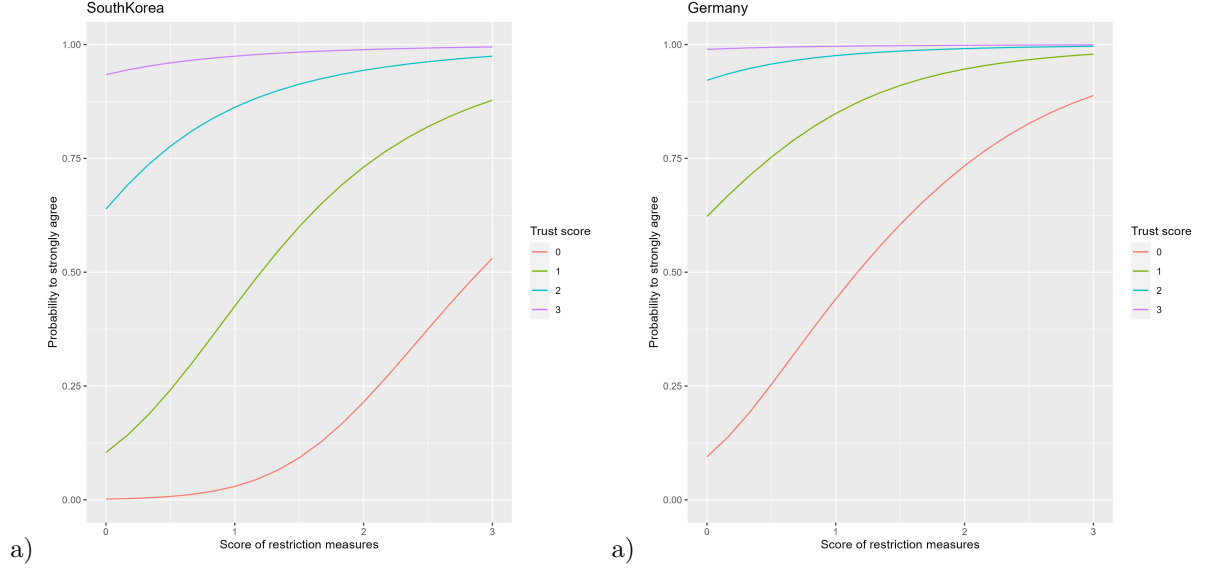 SouthKorea
Probability to strongly agree
1.00
0.75
0.50
0.25
0.00
0 1 2 3
Score of restriction measures
Trust score
0
1
2
3
a)
Germany
Probability to strongly agree
1.00
0.75
0.50
0.25
0.00
0 1 2 3
Score of restriction measures
Trust score
0
1
2
3
a)